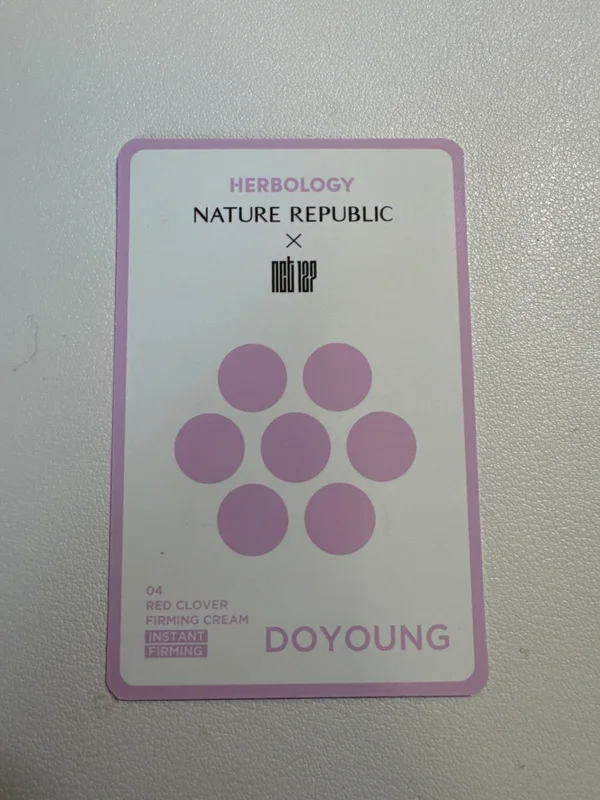 HERBOLOGY
NATURE REPUBLIC
×
nct 127
04
RED CLOVER
FIRMING CREAM
INSTANT
FIRMING
DOYOUNG